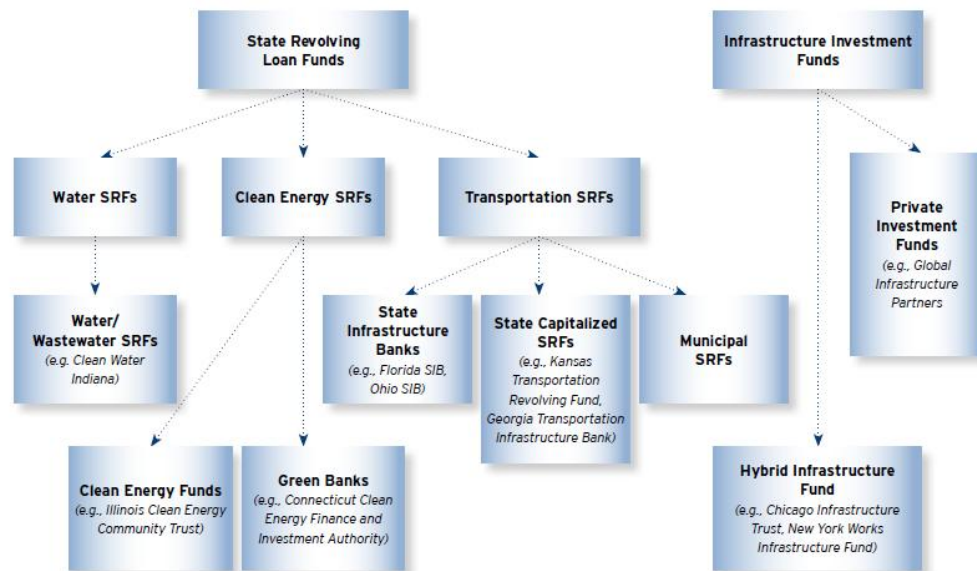 State Revolving
Loan Funds
Infrastructure Investment
Funds
Water SRFs
Clean Energy SRFs
Transportation SRFs
Private
Investment
Funds
(e.g., Global
Infrastructure
Partners
Water/
Wastewater SRFs
(e.g. Clean Water
Indiana)
State
Infrastructure
Banks
(e.g., Florida SIB,
Ohio SIB)
State Capitalized
SRFs
(e.g., Kansas
Transportation
Revolving Fund,
Georgia Transportation
Infrastructure Bank)
Municipal
SRFs
Clean Energy Funds
(e.g., Illinois Clean Energy
Community Trust)
Green Banks
(e.g., Connecticut Clean
Energy Finance and
Investment Authority)
Hybrid Infrastructure
Fund
(e.g., Chicago Infrastructure
Trust, New York Works
Infrastructure Fund)